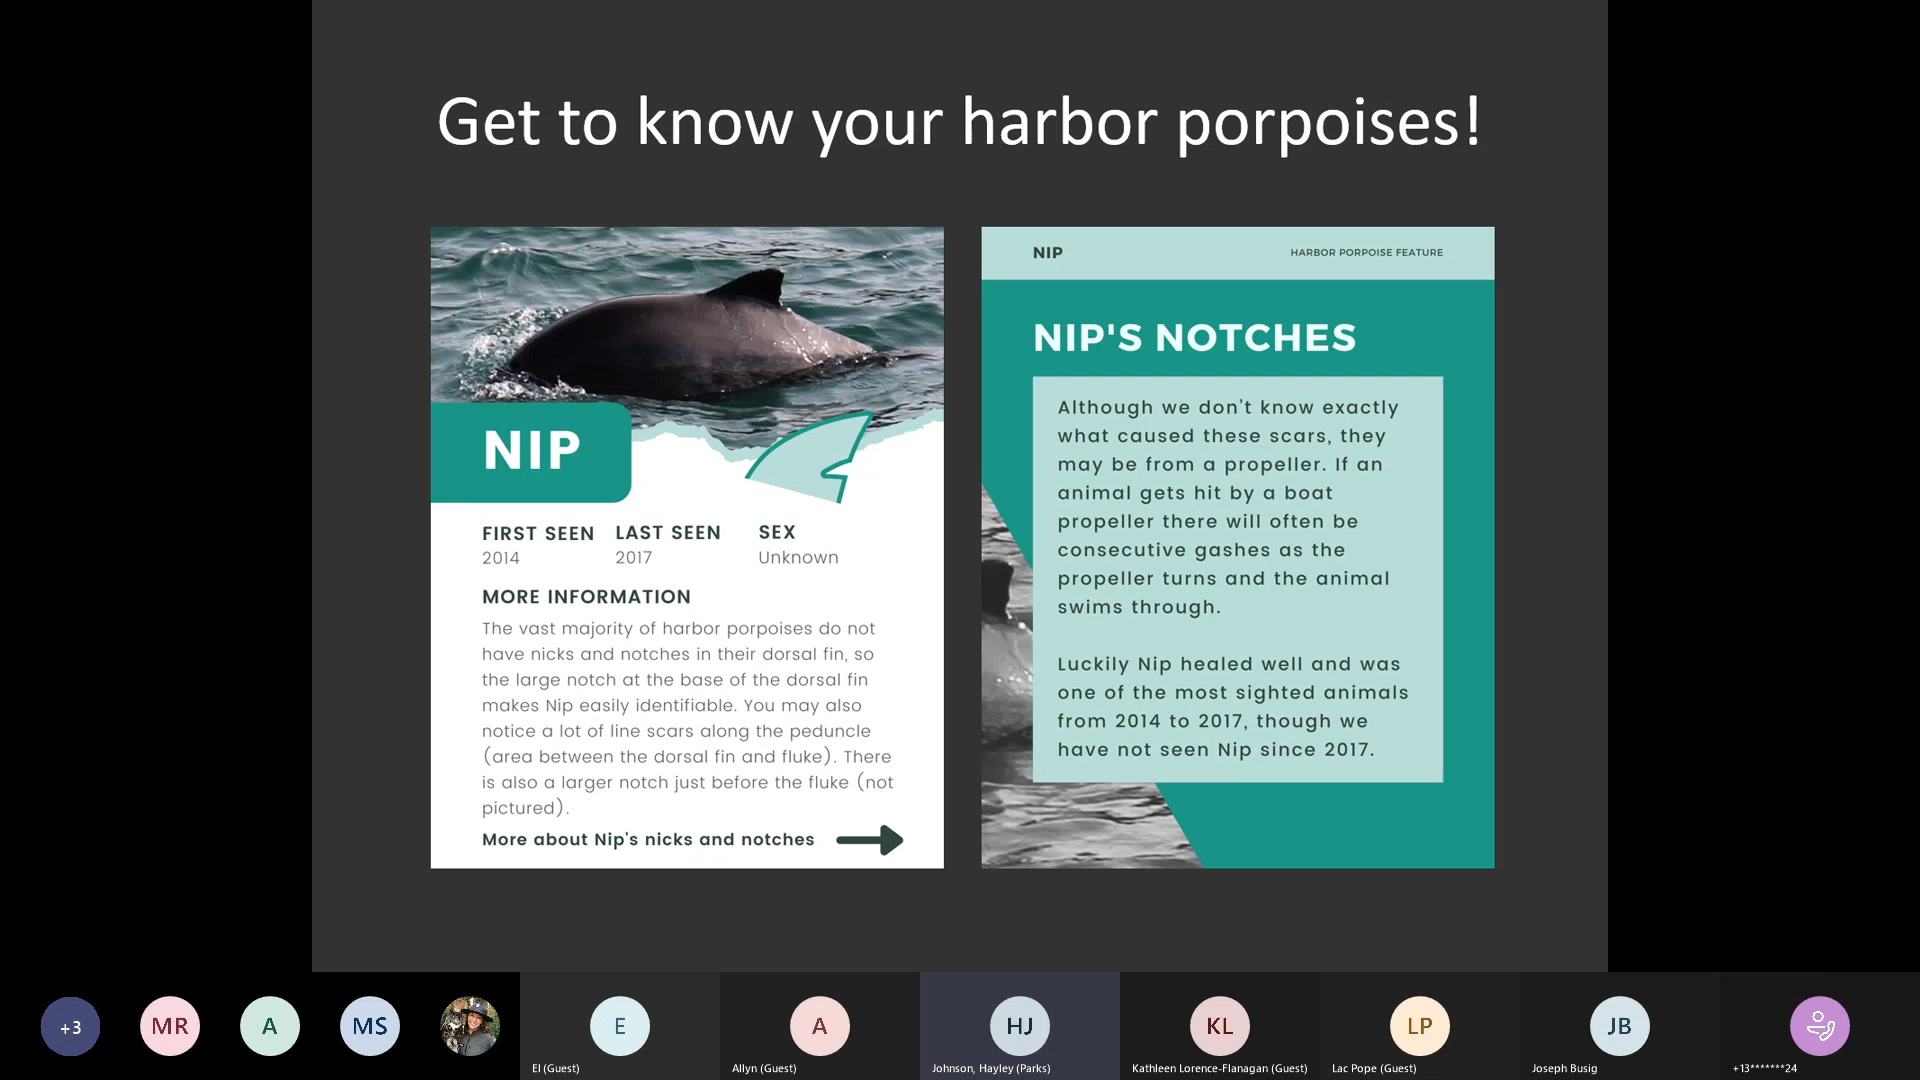 Get to know your harbor porpoises!
NIP
FIRST SEEN
2014
LAST SEEN
2017
SEX
Unknown
MORE INFORMATION
The vast majority of harbor porpoises do not
have nicks and notches in their dorsal fin, so
the large notch at the base of the dorsal fin
makes Nip easily identifiable. You may also
notice a lot of line scars along the peduncle
(area between the dorsal fin and fluke). There
is also a larger notch just before the fluke (not
pictured).
More about Nip's nicks and notches
NIP
HARBOR PORPOISE FEATURE
NIP'S NOTCHES
Although we don't know exactly
what caused these scars, they
may be from a propeller. If an
animal gets hit by a boat
propeller there will often be
consecutive gashes as the
propeller turns and the animal
swims through.
Luckily Nip healed well and was
one of the most sighted animals
from 2014 to 2017, though we
have not seen Nip since 2017.
+3
MR
A
MS
E
A
HJ
KL
LP
JB
El (Guest)
Allyn (Guest)
Johnson, Hayley (Parks)
Kathleen Lorence-Flanagan (Guest)
Lac Pope (Guest)
Joseph Busig
+13*******24